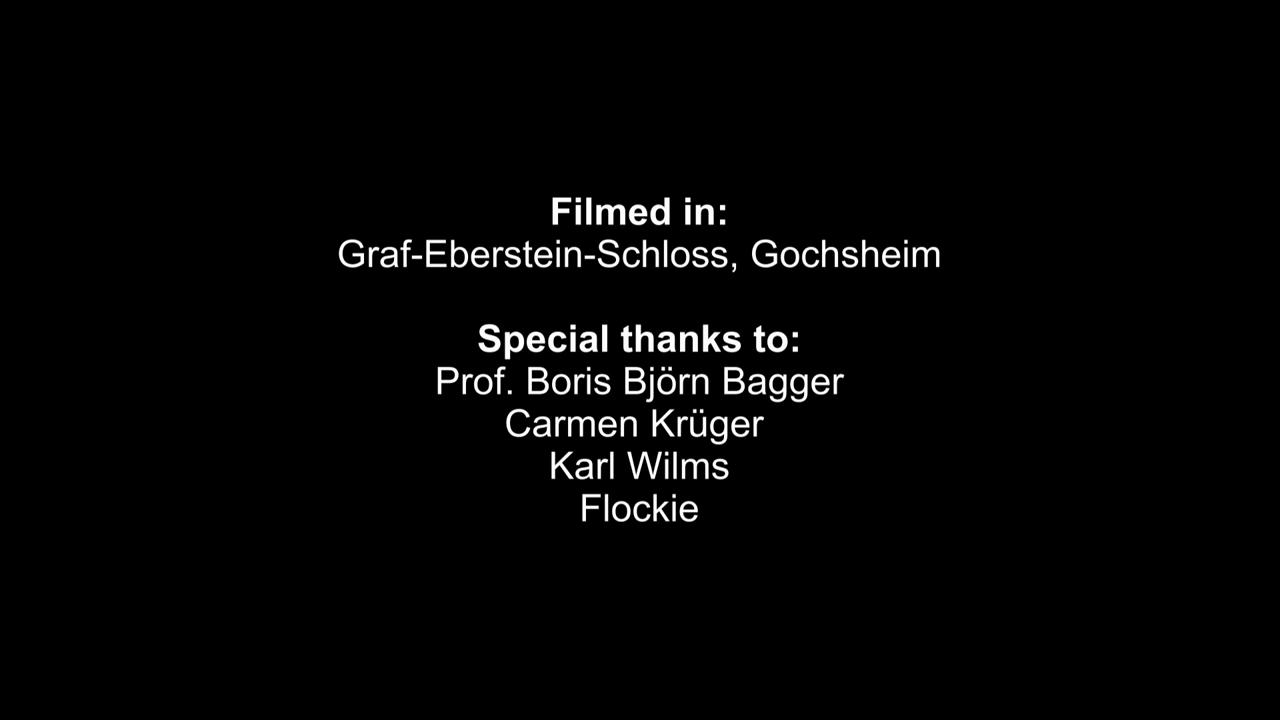 Filmed in:
Graf-Eberstein-Schloss, Gochsheim
Special thanks to:
Prof. Boris Björn Bagger
Carmen Krüger
Karl Wilms
Flockie